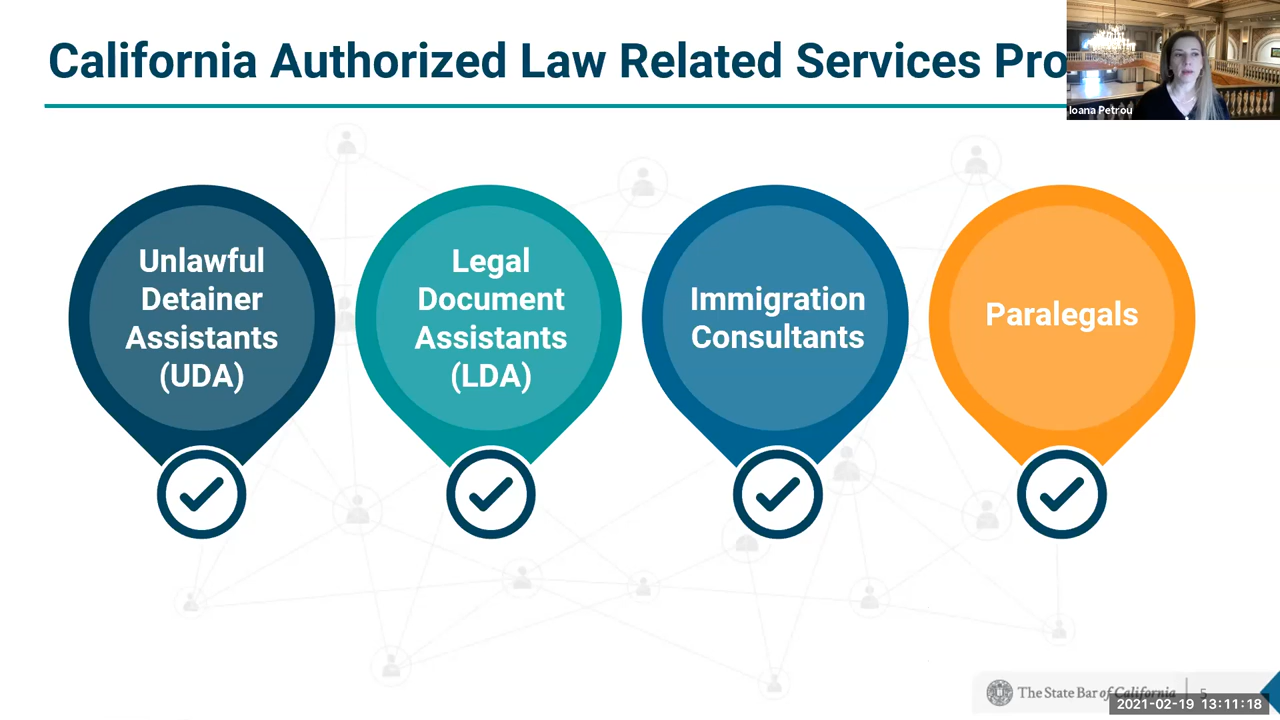 California Authorized Law Related Services Pro
Ioana Petrou
Unlawful
Detainer
Assistants
(UDA)
Legal
Document
Assistants
(LDA)
Immigration
Consultants
Paralegals
The State Bar of California
5
2021-02-19 13:11:18